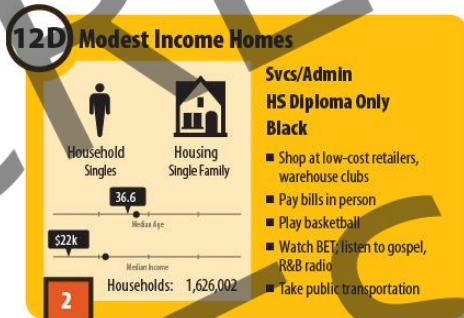 12D Modest Income Homes
Household
Singles
Housing
Single Family
36.6
Median Age
$22k
Median Income
Households: 1,626,002
2
Svcs/Admin
HS Diploma Only
Black
■ Shop at low-cost retailers,
warehouse clubs
■ Pay bills in person
■ Play basketball
■ Watch BET; listen to gospel,
R&B radio
■ Take public transportation